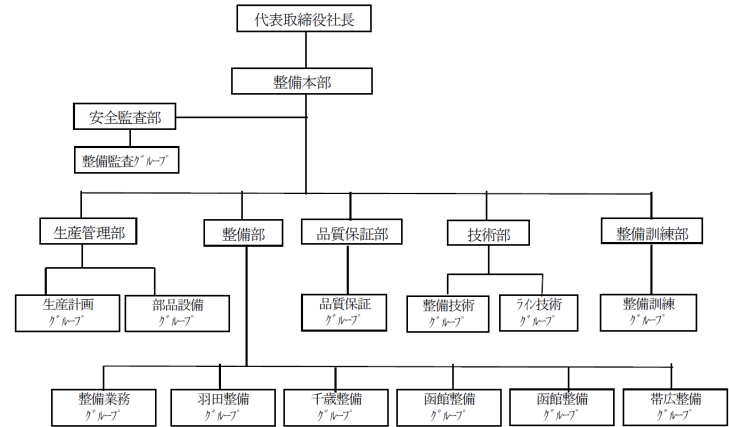 代表取締役社長
整備本部
安全監査部
整備監査ｸﾞﾙｰﾌﾟ
生産管理部
整備部
品質保証部
技術部
整備訓練部
生産計画
ｸﾞﾙｰﾌﾟ
部品設備
ｸﾞﾙｰﾌﾟ
品質保証
ｸﾞﾙｰﾌﾟ
整備技術
ｸﾞﾙｰﾌﾟ
ﾗｲﾝ技術
ｸﾞﾙｰﾌﾟ
整備訓練
ｸﾞﾙｰﾌﾟ
整備業務
ｸﾞﾙｰﾌﾟ
羽田整備
ｸﾞﾙｰﾌﾟ
千歳整備
ｸﾞﾙｰﾌﾟ
函館整備
ｸﾞﾙｰﾌﾟ
函館整備
ｸﾞﾙｰﾌﾟ
帯広整備
ｸﾞﾙｰﾌﾟ